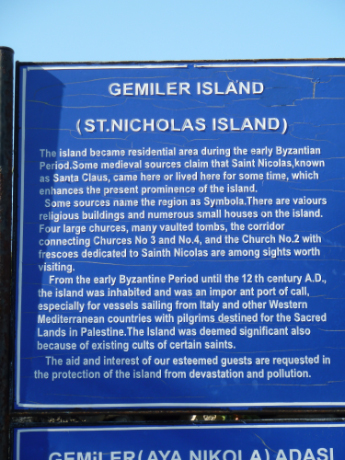 GEMILER ISLAND
(ST.NICHOLAS ISLAND)
The island became residential area during the early Byzantian
Period.Some medieval sources claim that Saint Nicolas,known
as Santa Claus, came here or lived here for some time, which
enhances the present prominence of the island.
Some sources name the region as Symbola.There are vaiours
religious buildings and numerous small houses on the island.
Four large churces, many vaulted tombs, the corridor
connecting Churces No 3 and No.4, and the Church No.2 with
frescoes dedicated to Sainth Nicolas are among sights worth
visiting.
From the early Byzantine Period until the 12 th century A.D.,
the island was inhabited and was an impor ant port of call,
especially for vessels sailing from Italy and other Western
Mediterranean countries with pilgrims destined for the Sacred
Lands in Palestine.The Island was deemed significant also
because of existing cults of certain saints.
The aid and interest of our esteemed guests are requested in
the protection of the island from devastation and pollution.
GEMiLER(AYA NIKOLA) ADASI